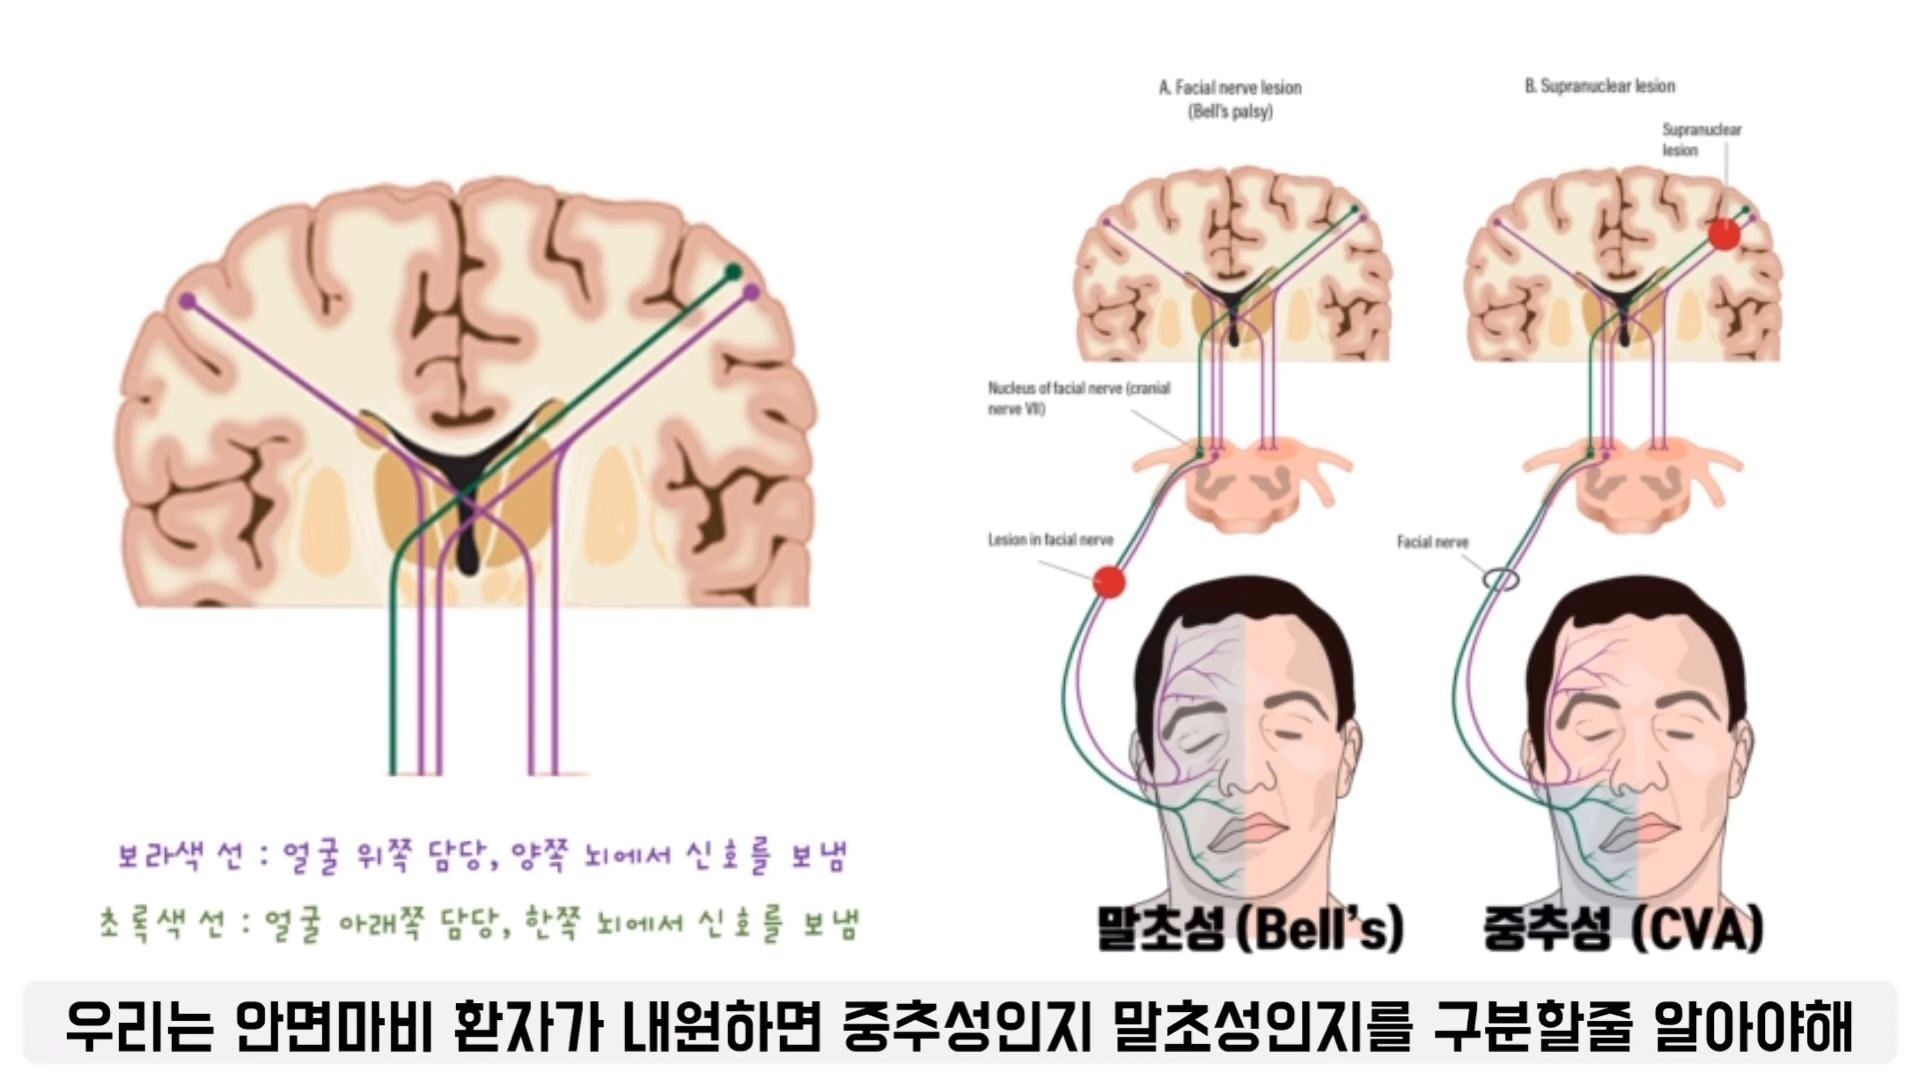 A. Facial nerve lesion
(Bell's palsy)
B. Supranuclear lesion
Supranuclear
lesion
Nucleus of facial nerve (cranial
nerve VII)
Lesion in facial nerve
Facial nerve
보라색 선 : 얼굴 위쪽 담당, 양쪽 뇌에서 신호를 보냄
초록색 선 : 얼굴 아래쪽 담당, 한쪽 뇌에서 신호를 보냄
말초성 (Bell's)
중추성 (CVA)
우리는 안면마비 환자가 내원하면 중추성인지 말초성인지를 구분할줄 알아야해